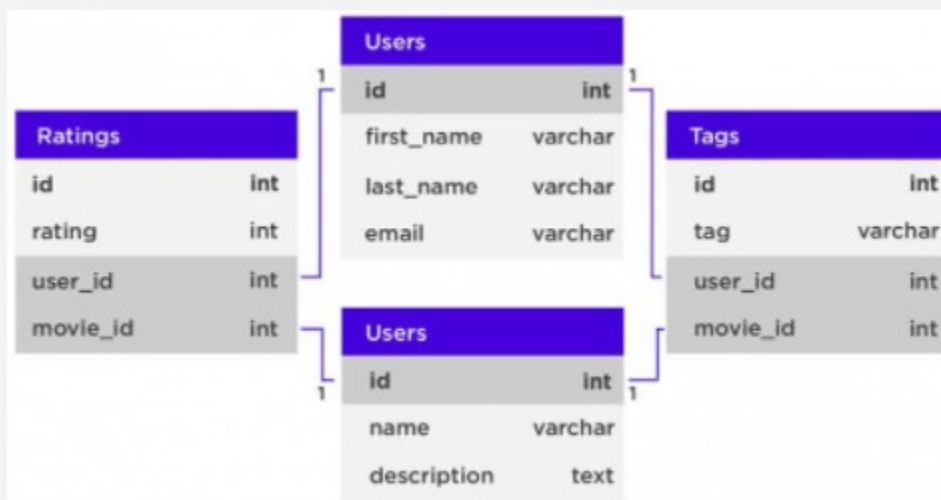 Users
1 id int 1
first_name varchar
last_name varchar
email varchar
Ratings
id int
rating int
user_id int
movie_id int
Tags
id int
tag varchar
user_id int
movie_id int
Users
1 id int 1
name varchar
description text